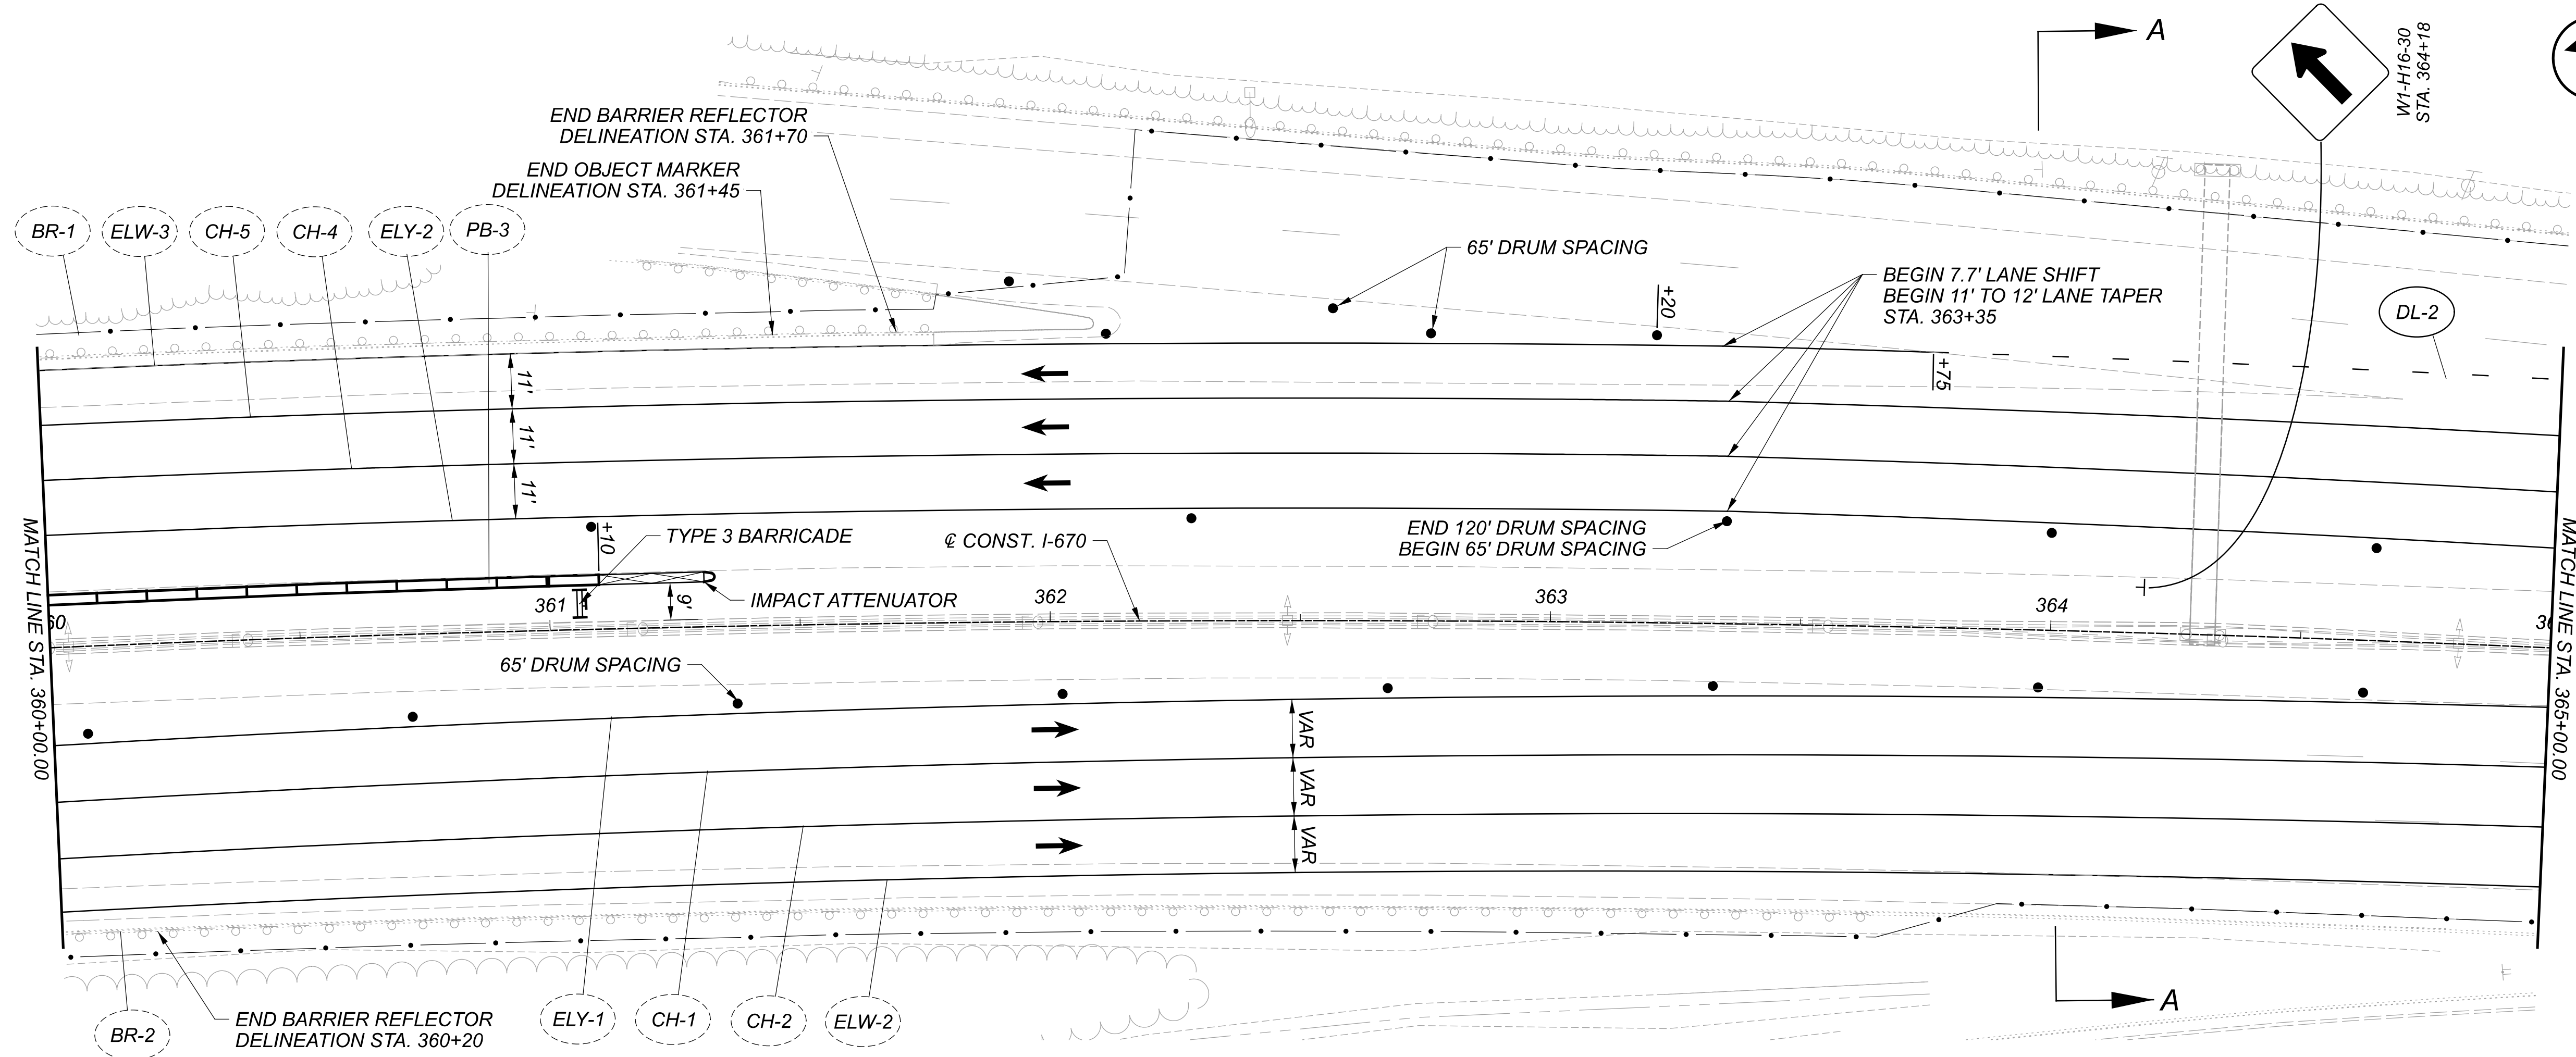 A
W1-H16-30
STA. 364+18
END BARRIER REFLECTOR
DELINEATION STA. 361+70
END OBJECT MARKER
DELINEATION STA. 361+45
BR-1
ELW-3
CH-5
CH-4
ELY-2
PB-3
65' DRUM SPACING
+20
BEGIN 7.7' LANE SHIFT
BEGIN 11' TO 12' LANE TAPER
STA. 363+35
DL-2
+75
11'
11'
11'
+10
TYPE 3 BARRICADE
℄ CONST. I-670
END 120' DRUM SPACING
BEGIN 65' DRUM SPACING
MATCH LINE STA. 360+00.00
MATCH LINE STA. 365+00.00
361
9'
IMPACT ATTENUATOR
362
363
364
65' DRUM SPACING
VAR
VAR
VAR
BR-2
END BARRIER REFLECTOR
DELINEATION STA. 360+20
ELY-1
CH-1
CH-2
ELW-2
A